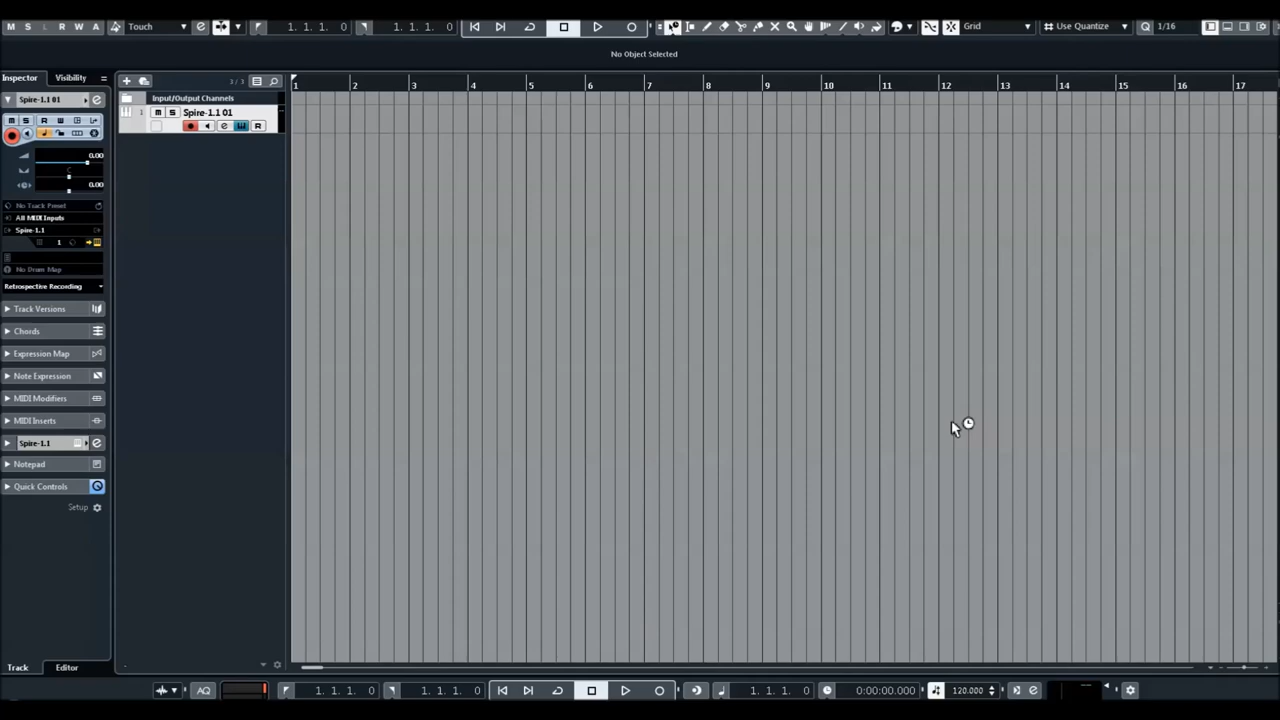 M S L R W A Touch 1. 1. 1. 0 1. 1. 1. 0 Grid Use Quantize 1/16
No Object Selected
Inspector Visibility 3 / 3 1 2 3 4 5 6 7 8 9 10 11 12 13 14 15 16 17
Spire-1.1 01 Input/Output Channels
1 m S Spire-1.1 01
R
m S R
0.00
C
0.00
No Track Preset
All MIDI Inputs
Spire-1.1
1
No Drum Map
Retrospective Recording
Track Versions
Chords
Expression Map
Note Expression
MIDI Modifiers
MIDI Inserts
Spire-1.1
Notepad
Quick Controls
Setup
Track Editor
AQ 1. 1. 1. 0 1. 1. 1. 0 1. 1. 1. 0 0:00:00.000 120.000